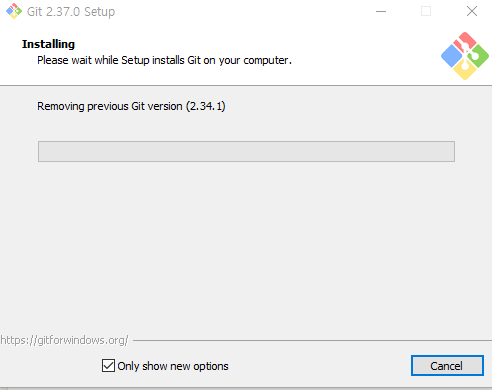 Git 2.37.0 Setup
Installing
Please wait while Setup installs Git on your computer.
Removing previous Git version (2.34.1)
https://gitforwindows.org/
Only show new options
Cancel